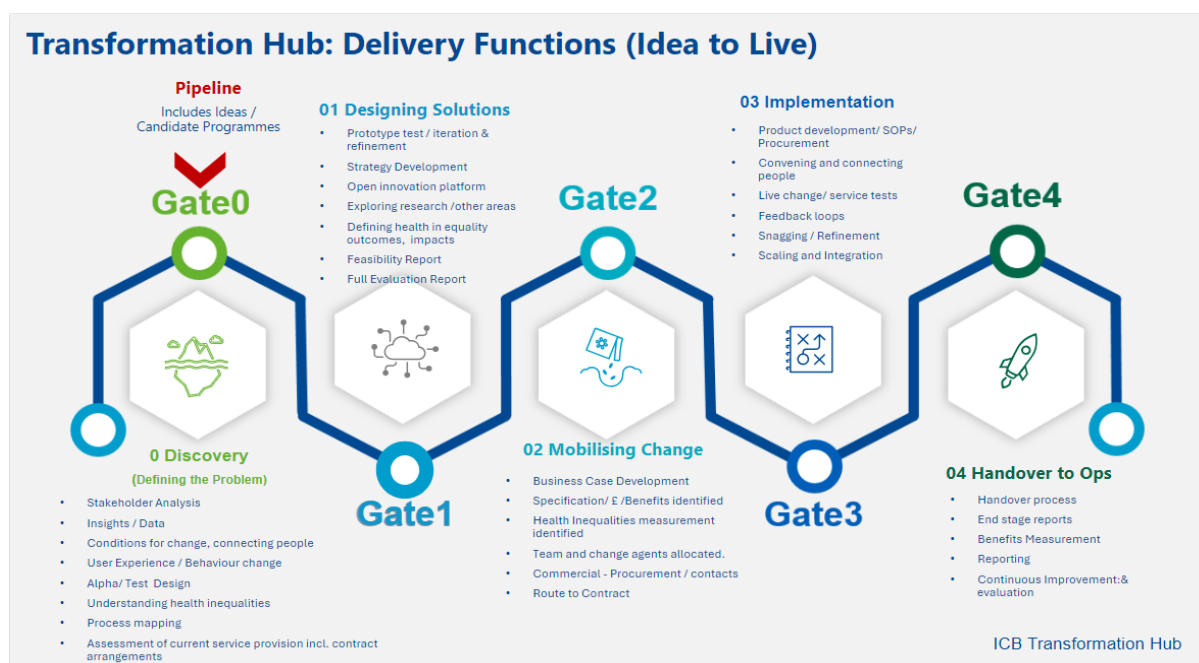 Transformation Hub: Delivery Functions (Idea to Live)
Pipeline
Includes Ideas /
Candidate Programmes
Gate0
0 Discovery
(Defining the Problem)
• Stakeholder Analysis
• Insights / Data
• Conditions for change, connecting people
• User Experience / Behaviour change
• Alpha/ Test Design
• Understanding health inequalities
• Process mapping
• Assessment of current service provision incl. contract
arrangements
01 Designing Solutions
• Prototype test / iteration &
refinement
• Strategy Development
• Open innovation platform
• Exploring research /other areas
• Defining health in equality
outcomes, impacts
• Feasibility Report
• Full Evaluation Report
Gate1
Gate2
02 Mobilising Change
• Business Case Development
• Specification/ £ /Benefits identified
• Health Inequalities measurement
identified
• Team and change agents allocated.
• Commercial - Procurement / contacts
• Route to Contract
03 Implementation
• Product development/ SOPs/
Procurement
• Convening and connecting
people
• Live change/ service tests
• Feedback loops
• Snagging / Refinement
• Scaling and Integration
Gate3
Gate4
04 Handover to Ops
• Handover process
• End stage reports
• Benefits Measurement
• Reporting
• Continuous Improvement:&
evaluation
ICB Transformation Hub